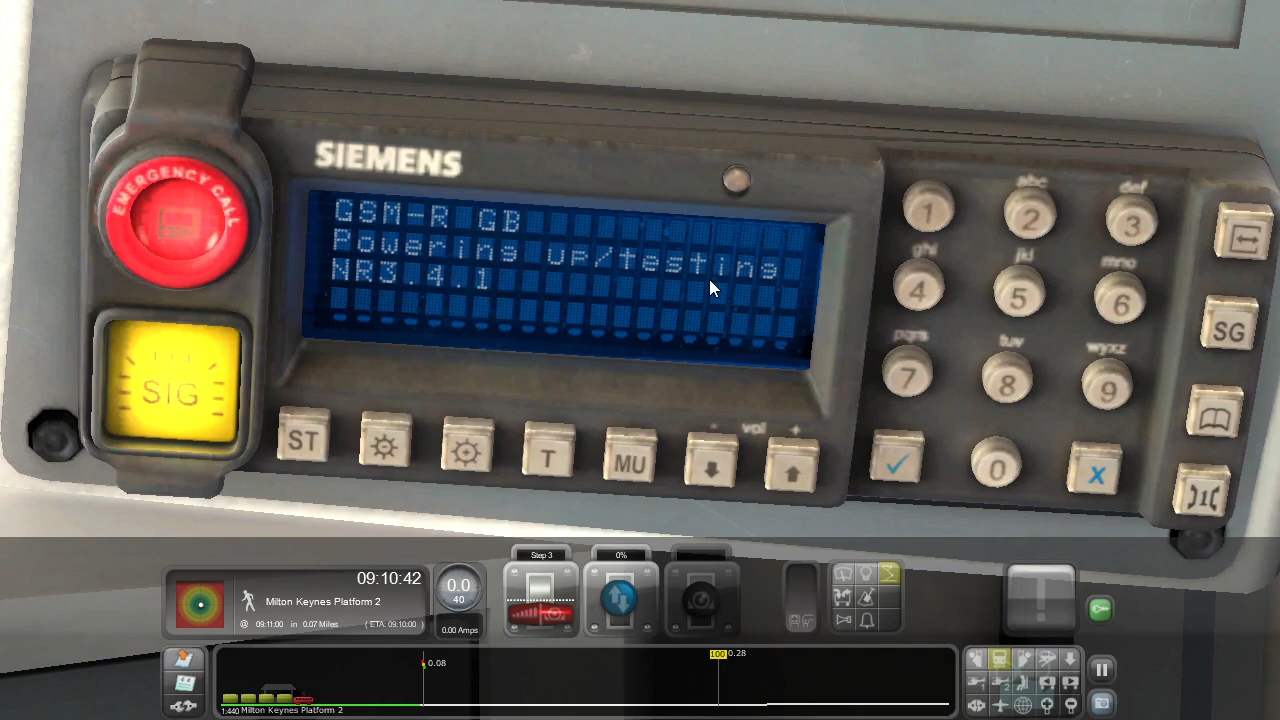 SIEMENS
EMERGENCY CALL
GSM-R GB
Powering up/testing
NR3.4.1
SIG
ST
T
MU
- vol +
1
abc
2
def
3
ghi
4
jkl
5
mno
6
pqrs
7
tuv
8
wxyz
9
0
X
SG
Step 3
0%
09:10:42
Milton Keynes Platform 2
@ 09:11:00 in 0.07 Miles ( ETA: 09:10:00 )
0.0
40
0.00 Amps
0.08
100 0.28
1:440 Milton Keynes Platform 2